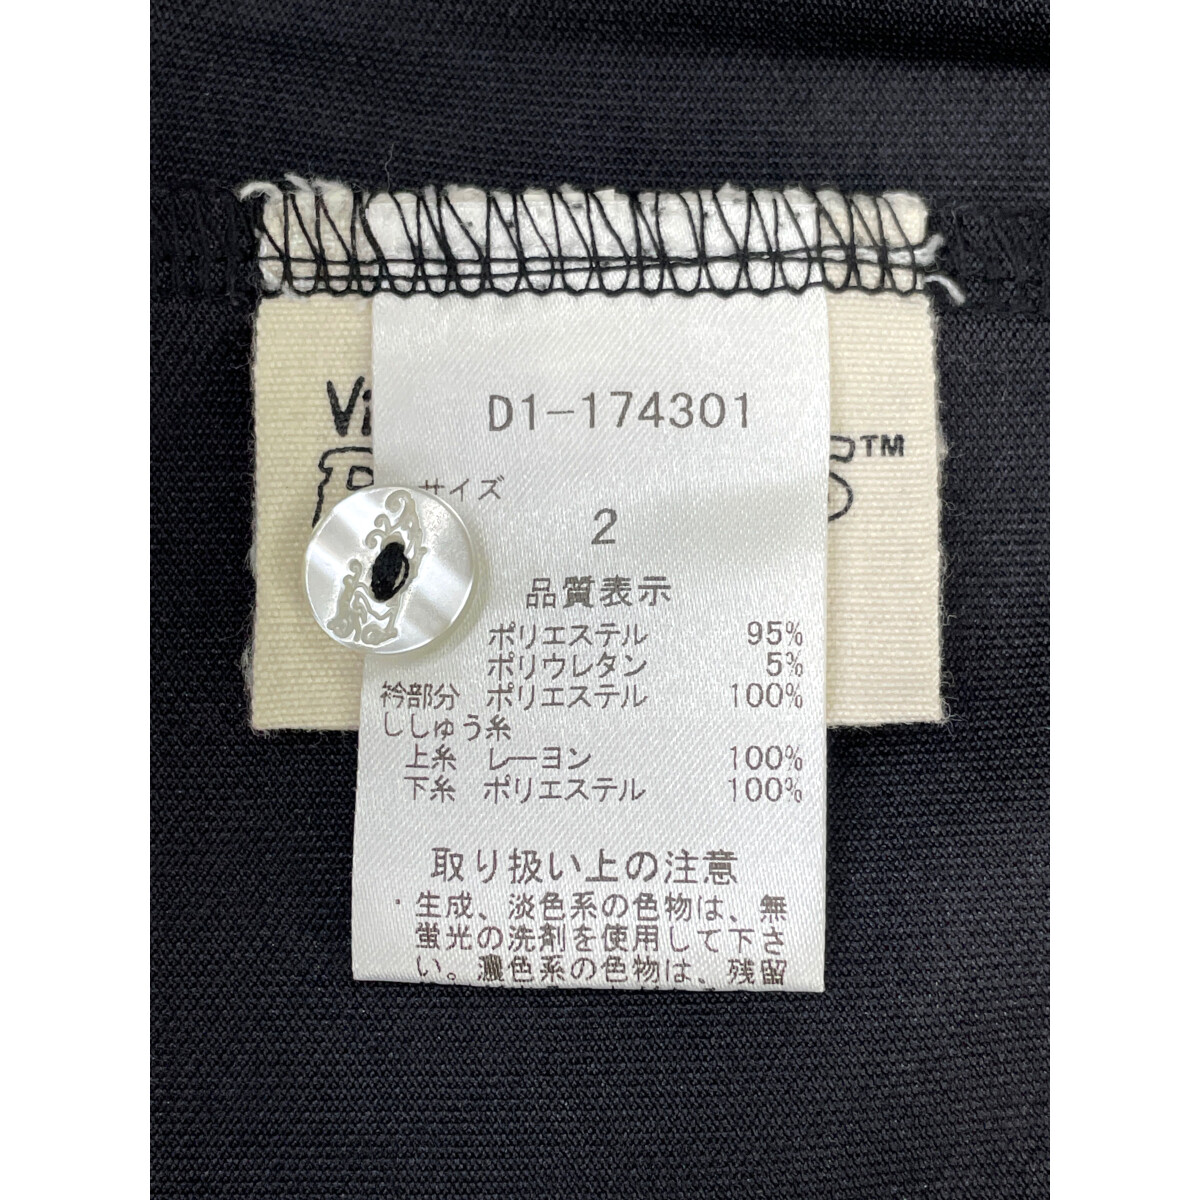 D1-174301
TM
サイズ
2
品質表示
ポリエステル 95%
ポリウレタン 5%
衿部分 ポリエステル 100%
ししゅう糸
上糸 レーヨン 100%
下糸 ポリエステル 100%
取り扱い上の注意
・生成、淡色系の色物は、無
蛍光の洗剤を使用して下さ
い。濃色系の色物は、残留